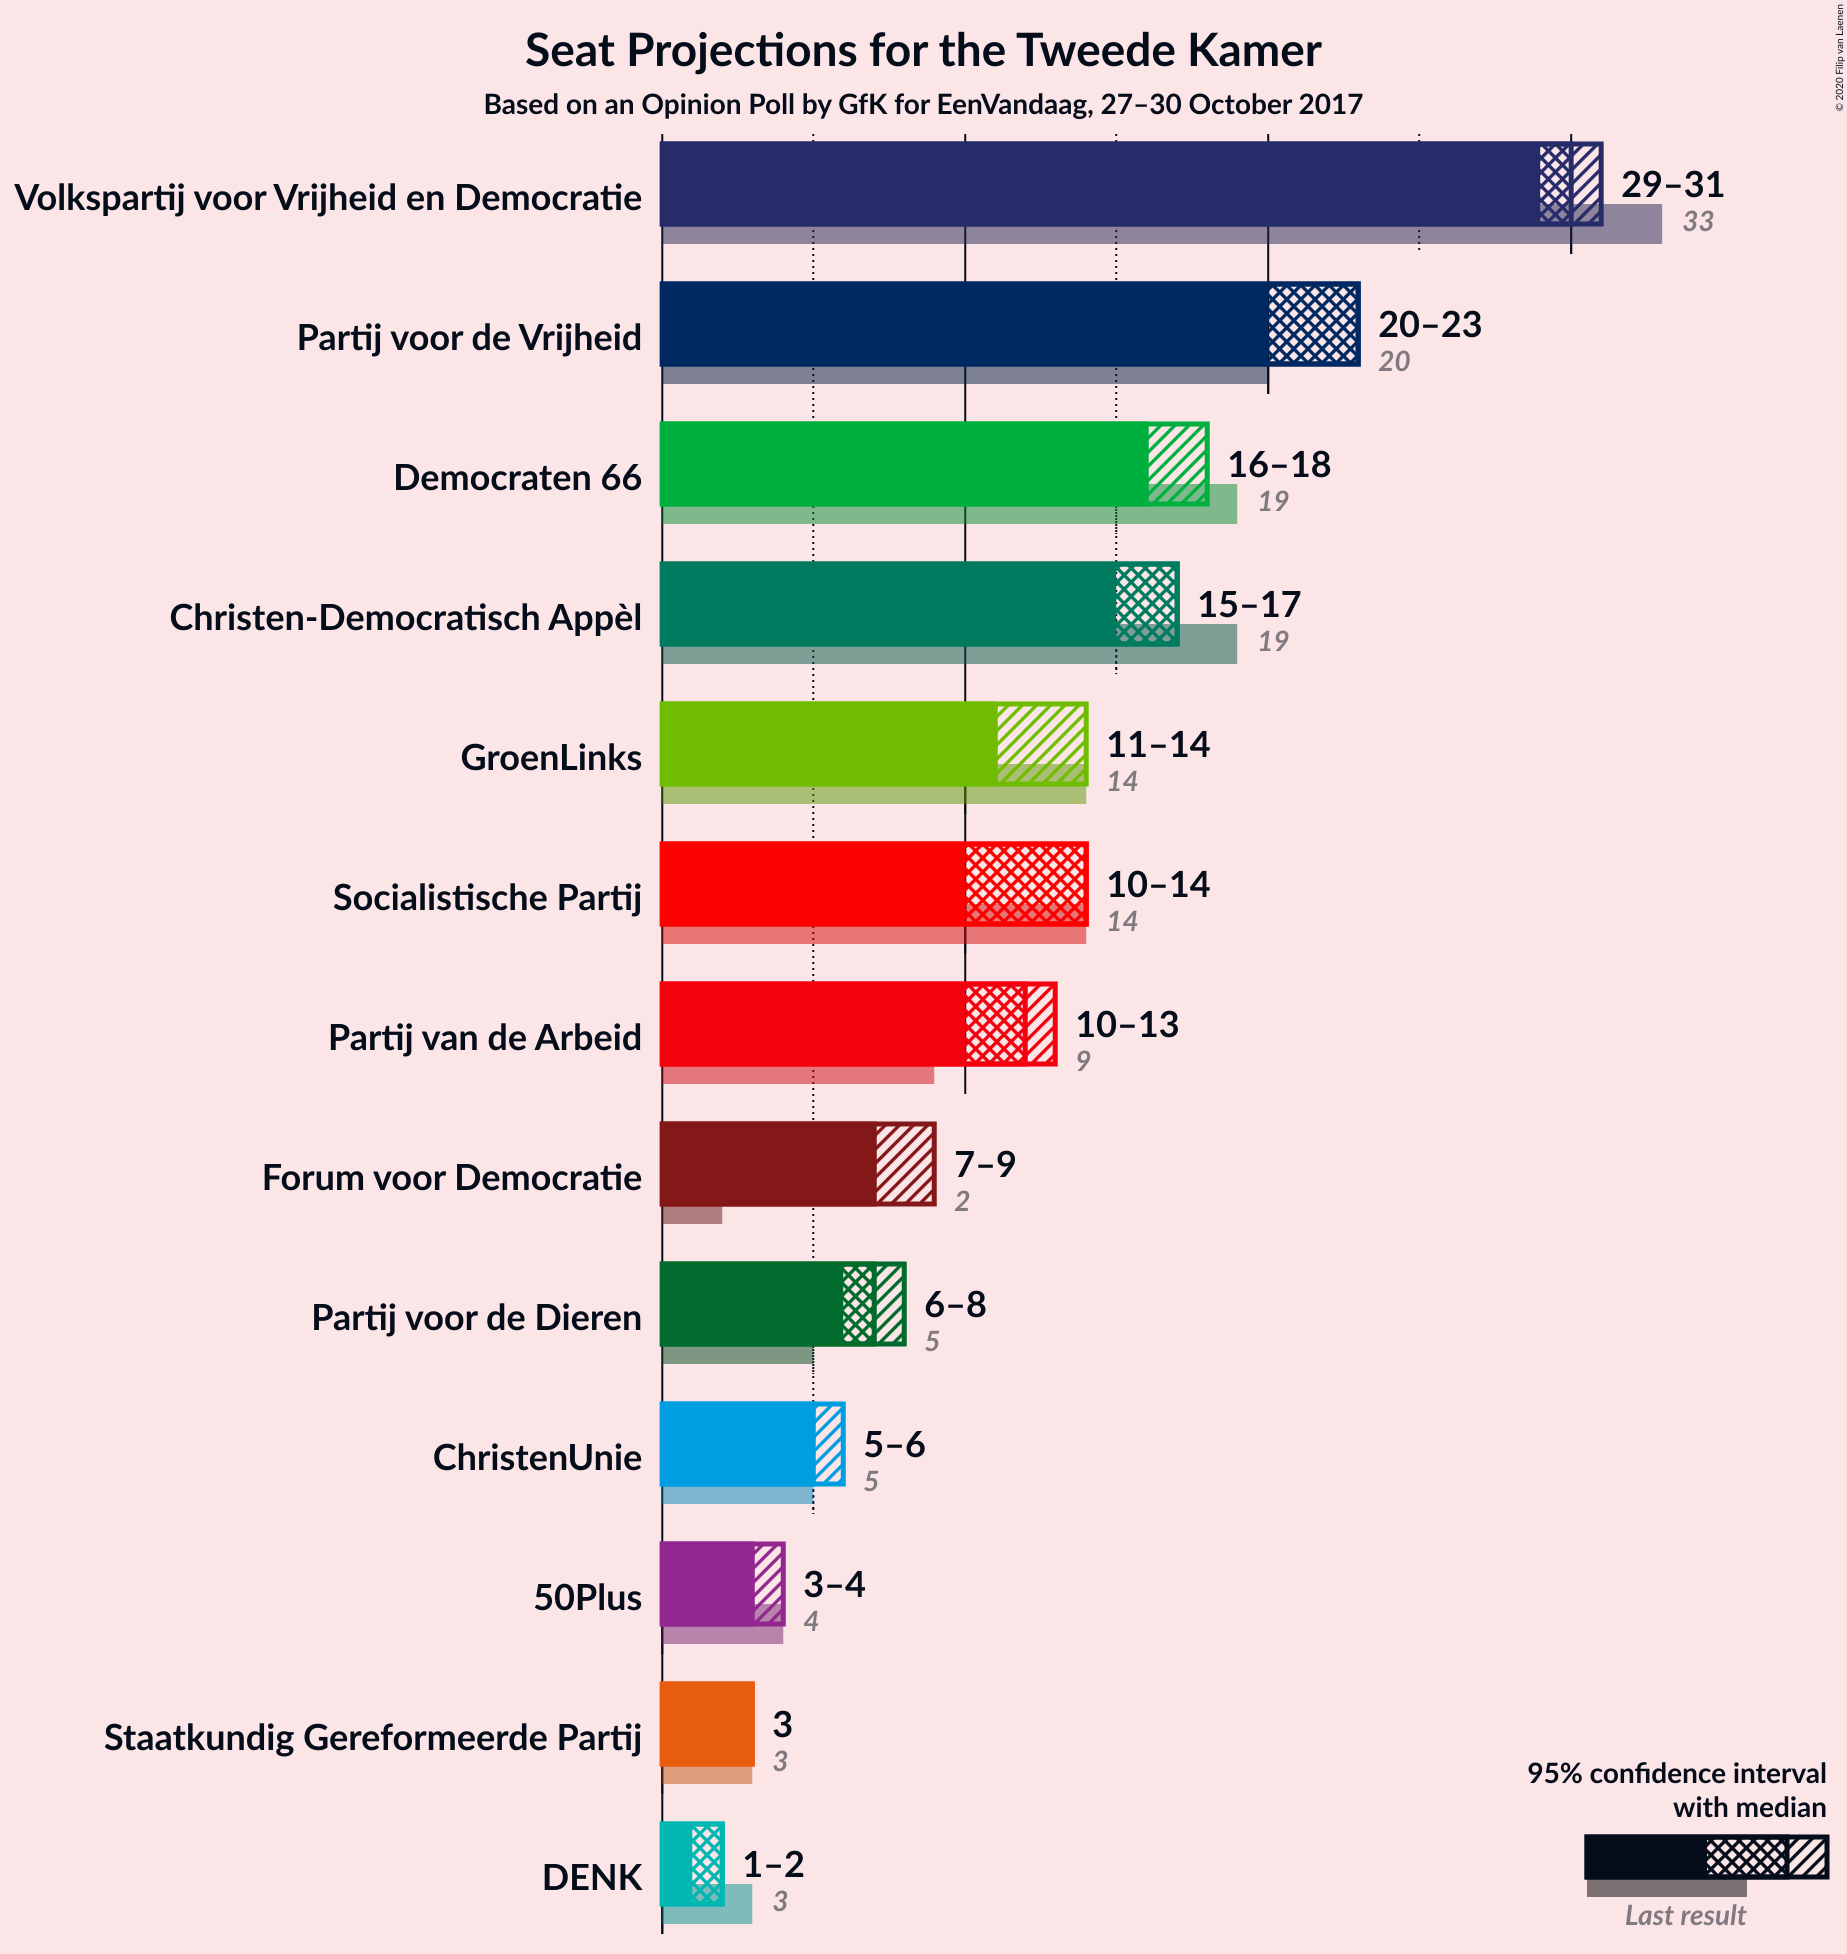 Seat Projections for the Tweede Kamer
Based on an Opinion Poll by GfK for EenVandaag, 27–30 October 2017
© 2020 Filip van Laenen
Volkspartij voor Vrijheid en Democratie
29–31
33
Partij voor de Vrijheid
20–23
20
Democraten 66
16–18
19
Christen-Democratisch Appèl
15–17
19
GroenLinks
11–14
14
Socialistische Partij
10–14
14
Partij van de Arbeid
10–13
9
Forum voor Democratie
7–9
2
Partij voor de Dieren
6–8
5
ChristenUnie
5–6
5
50Plus
3–4
4
Staatkundig Gereformeerde Partij
3
3
DENK
1–2
3
95% confidence interval
with median
Last result